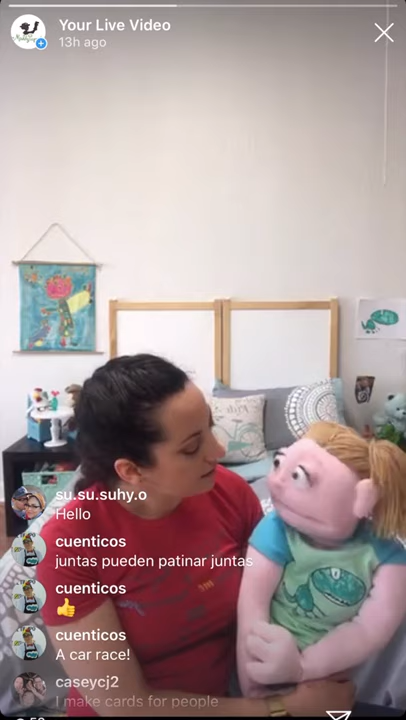 Your Live Video
13h ago
su.su.suhy.o
Hello
cuenticos
juntas pueden patinar juntas
cuenticos
👍
cuenticos
A car race!
caseycj2
I make cards for people